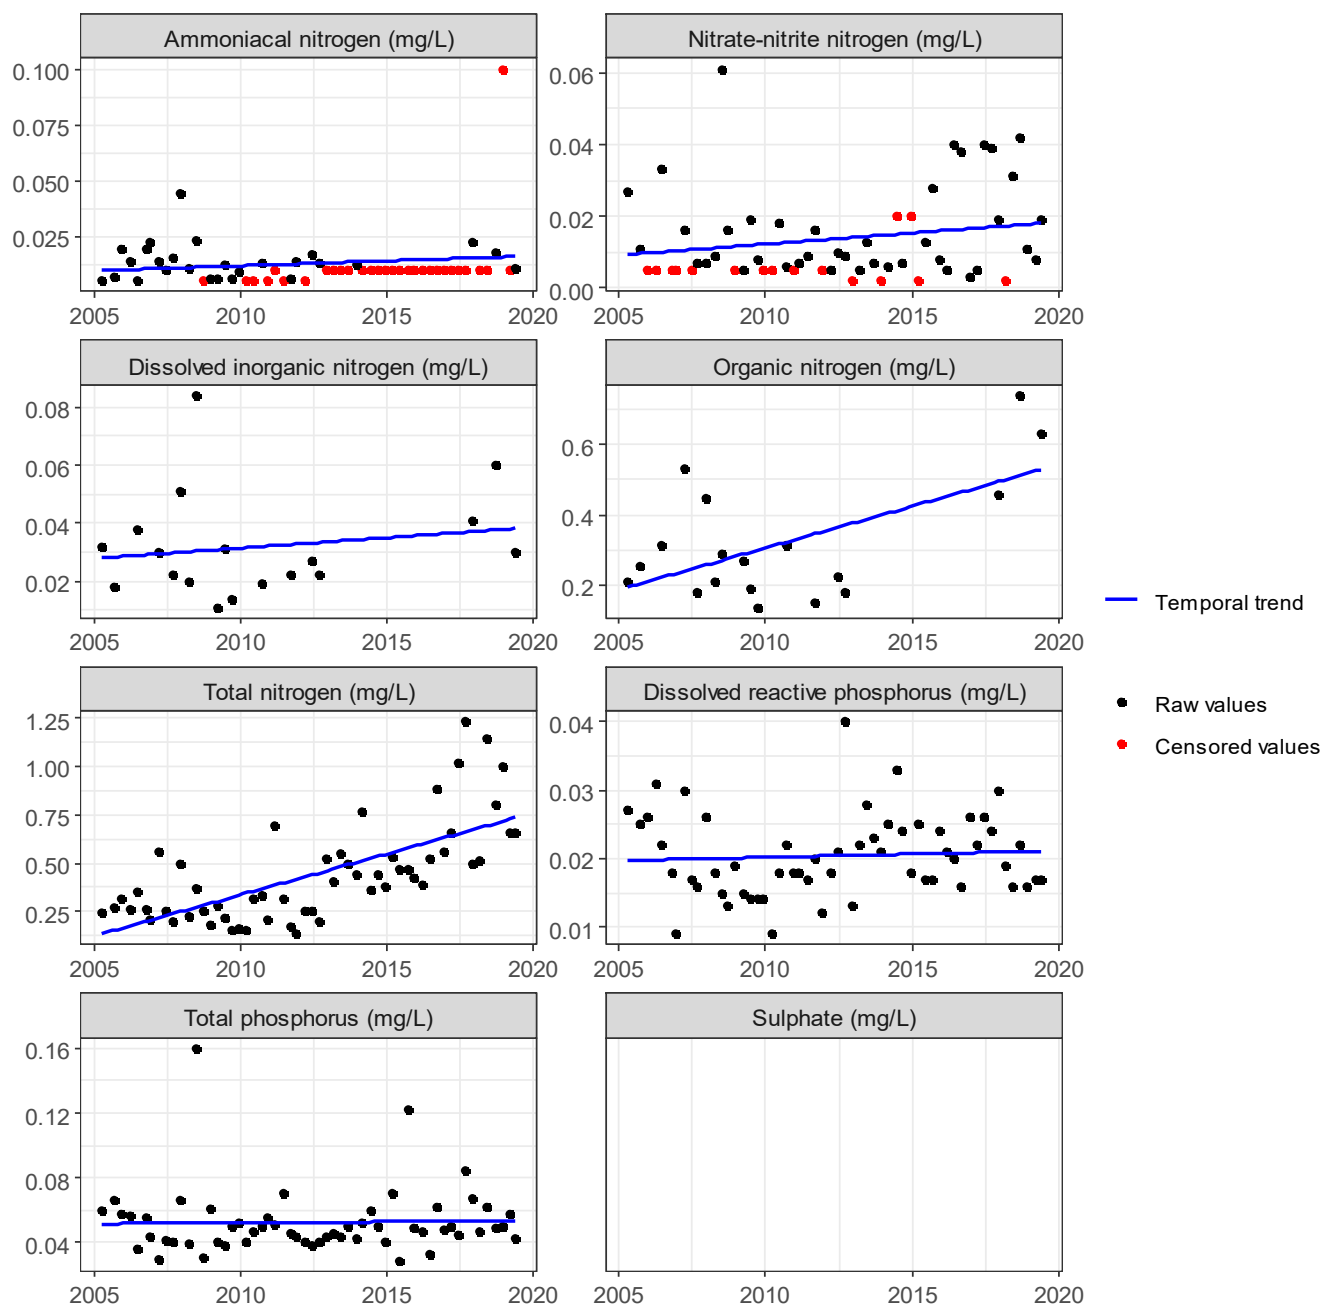 Ammoniacal nitrogen (mg/L)
Nitrate-nitrite nitrogen (mg/L)
0.100
0.075
0.050
0.025
0.06
0.04
0.02
0.00
2005 2010 2015 2020
2005 2010 2015 2020
Dissolved inorganic nitrogen (mg/L)
Organic nitrogen (mg/L)
0.08
0.06
0.04
0.02
0.6
0.4
0.2
2005 2010 2015 2020
2005 2010 2015 2020
Total nitrogen (mg/L)
Dissolved reactive phosphorus (mg/L)
1.25
1.00
0.75
0.50
0.25
0.04
0.03
0.02
0.01
2005 2010 2015 2020
2005 2010 2015 2020
Total phosphorus (mg/L)
Sulphate (mg/L)
0.16
0.12
0.08
0.04
2005 2010 2015 2020
2005 2010 2015 2020
Temporal trend
Raw values
Censored values